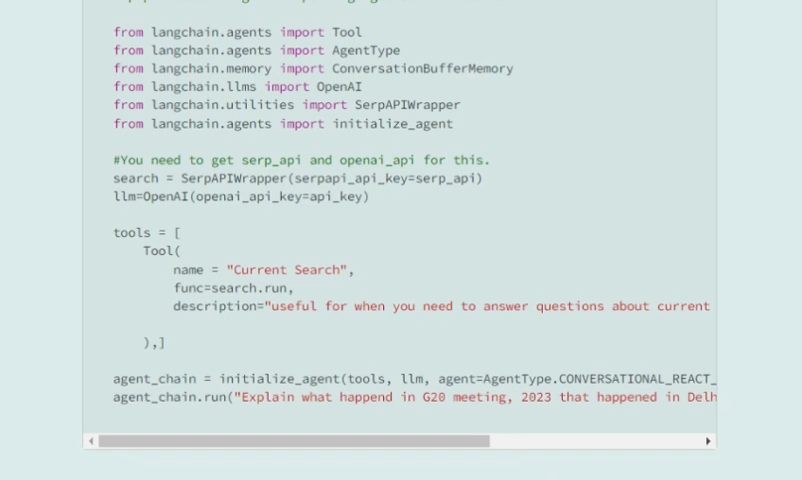 from langchain.agents import Tool
from langchain.agents import AgentType
from langchain.memory import ConversationBufferMemory
from langchain.llms import OpenAI
from langchain.utilities import SerpAPIWrapper
from langchain.agents import initialize_agent
#You need to get serp_api and openai_api for this.
search = SerpAPIWrapper(serpapi_api_key=serp_api)
llm=OpenAI(openai_api_key=api_key)
tools = [
Tool(
name = "Current Search",
func=search.run,
description="useful for when you need to answer questions about current
),]
agent_chain = initialize_agent(tools, llm, agent=AgentType.CONVERSATIONAL_REACT_
agent_chain.run("Explain what happend in G20 meeting, 2023 that happened in Delh